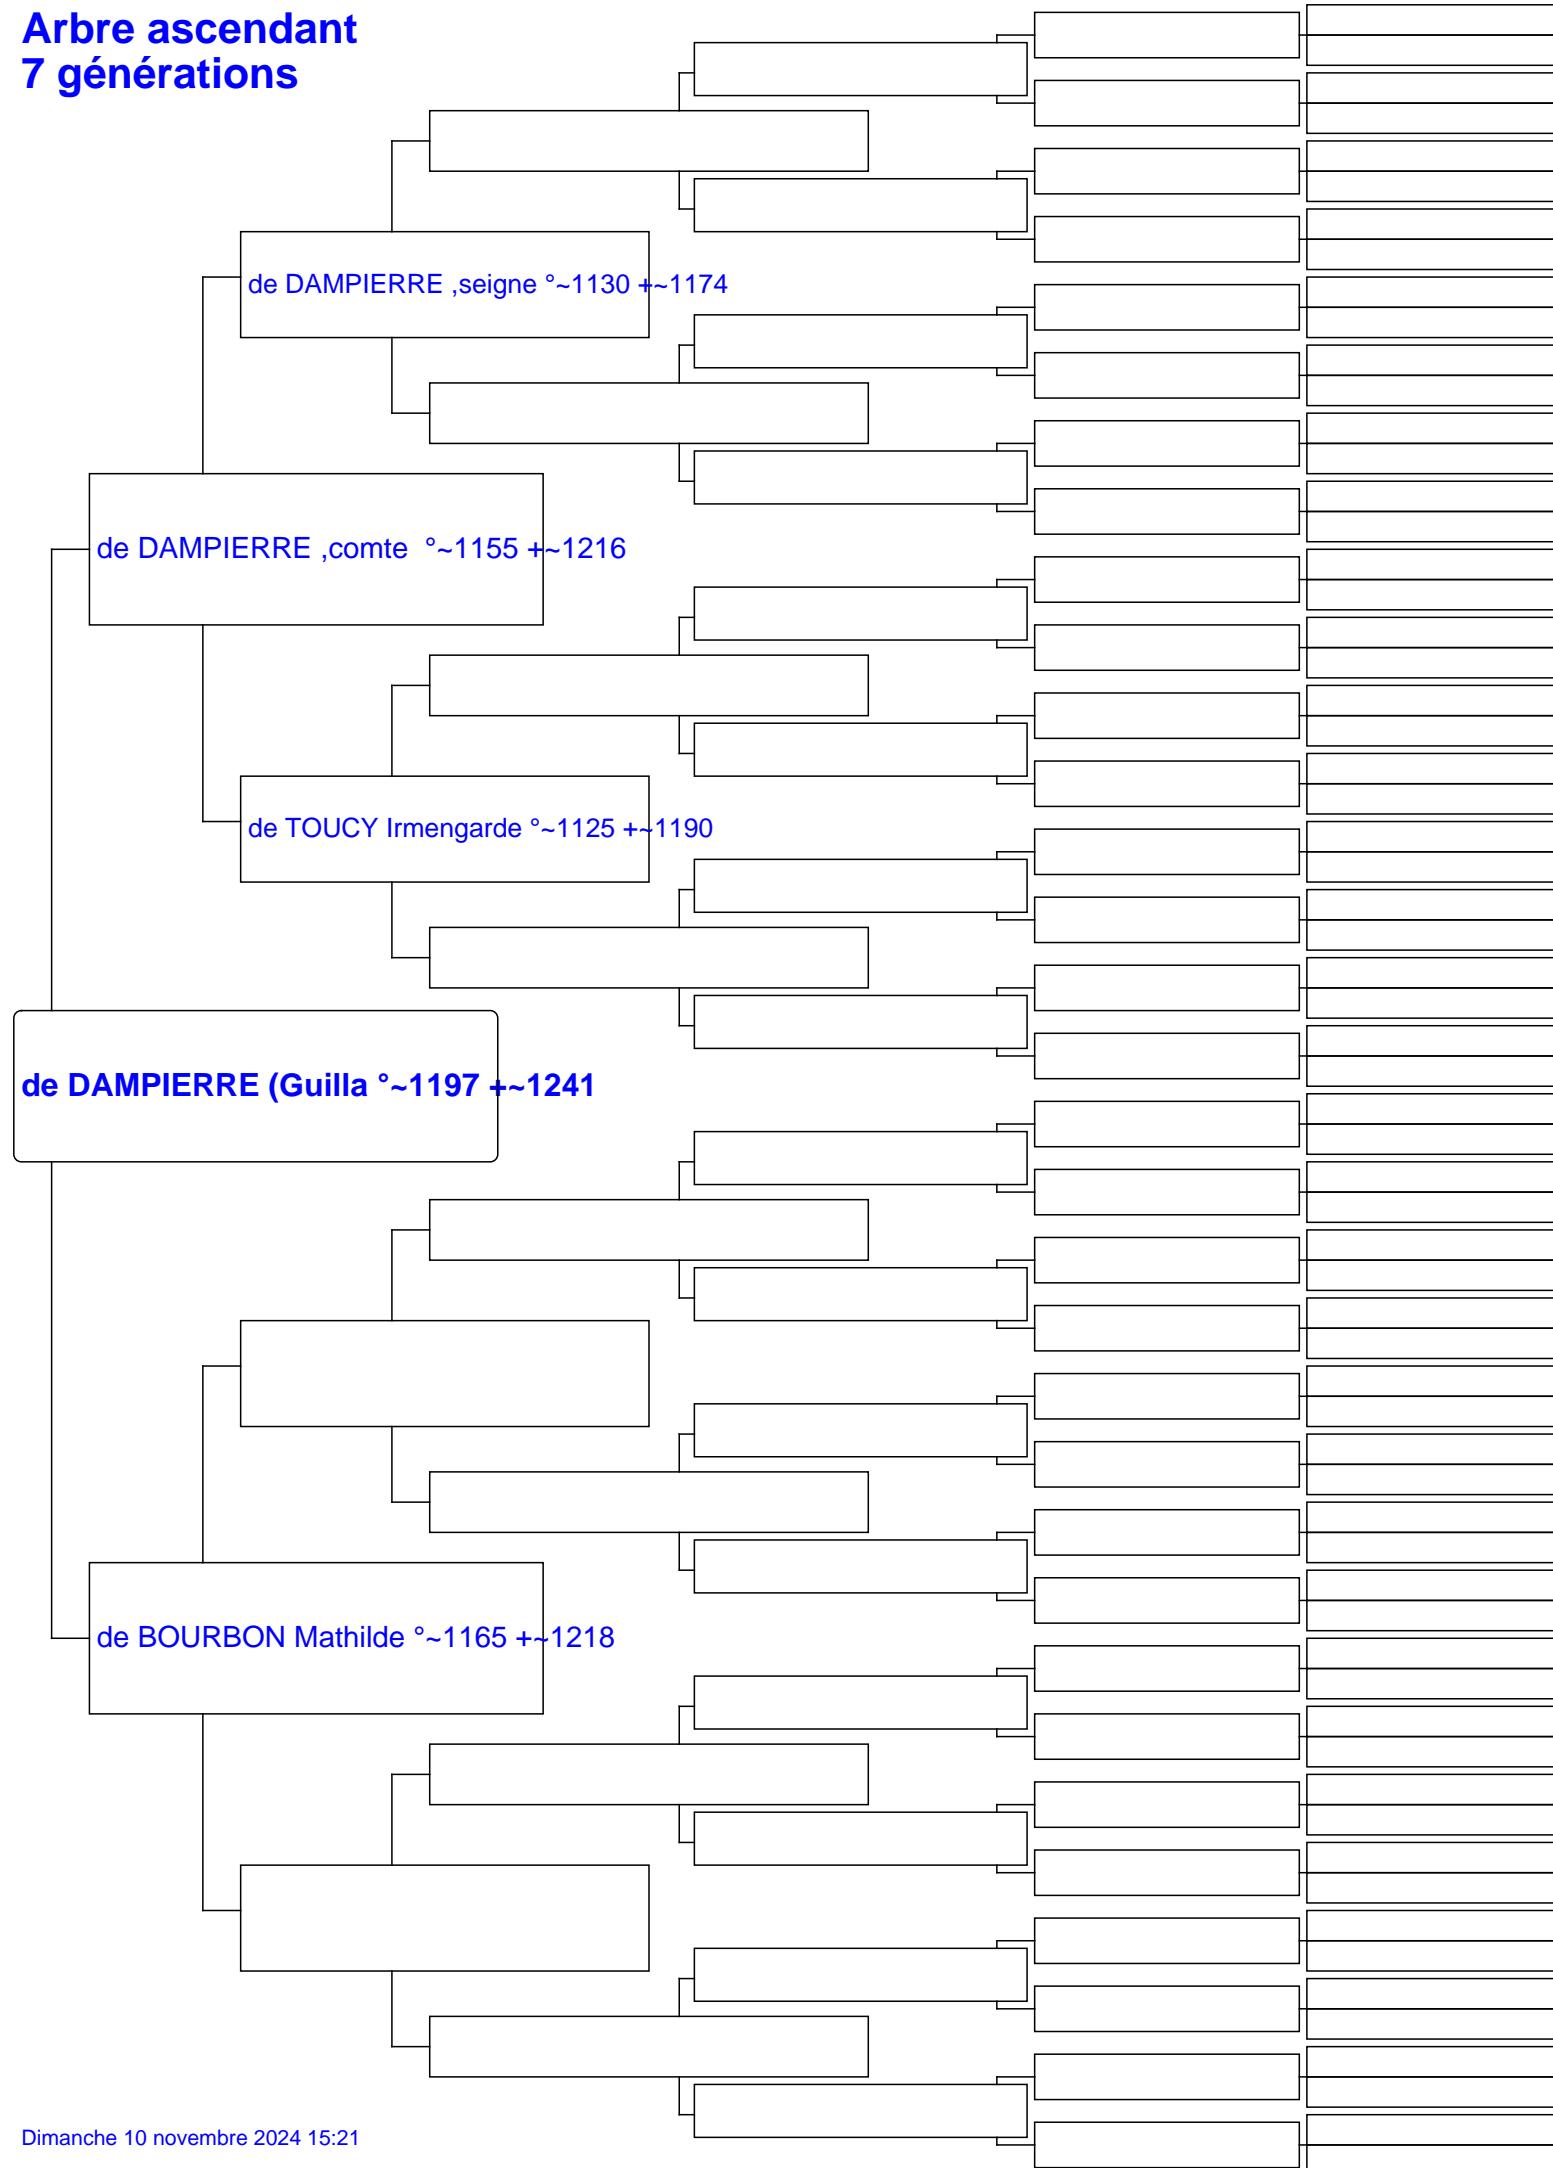 Arbre ascendant
7 générations
de DAMPIERRE ,seigne °~1130 +~1174
de DAMPIERRE ,comte  °~1155 +~1216
de TOUCY Irmengarde °~1125 +~1190
de DAMPIERRE (Guilla °~1197 +~1241
de BOURBON Mathilde °~1165 +~1218
Dimanche 10 novembre 2024 15:21